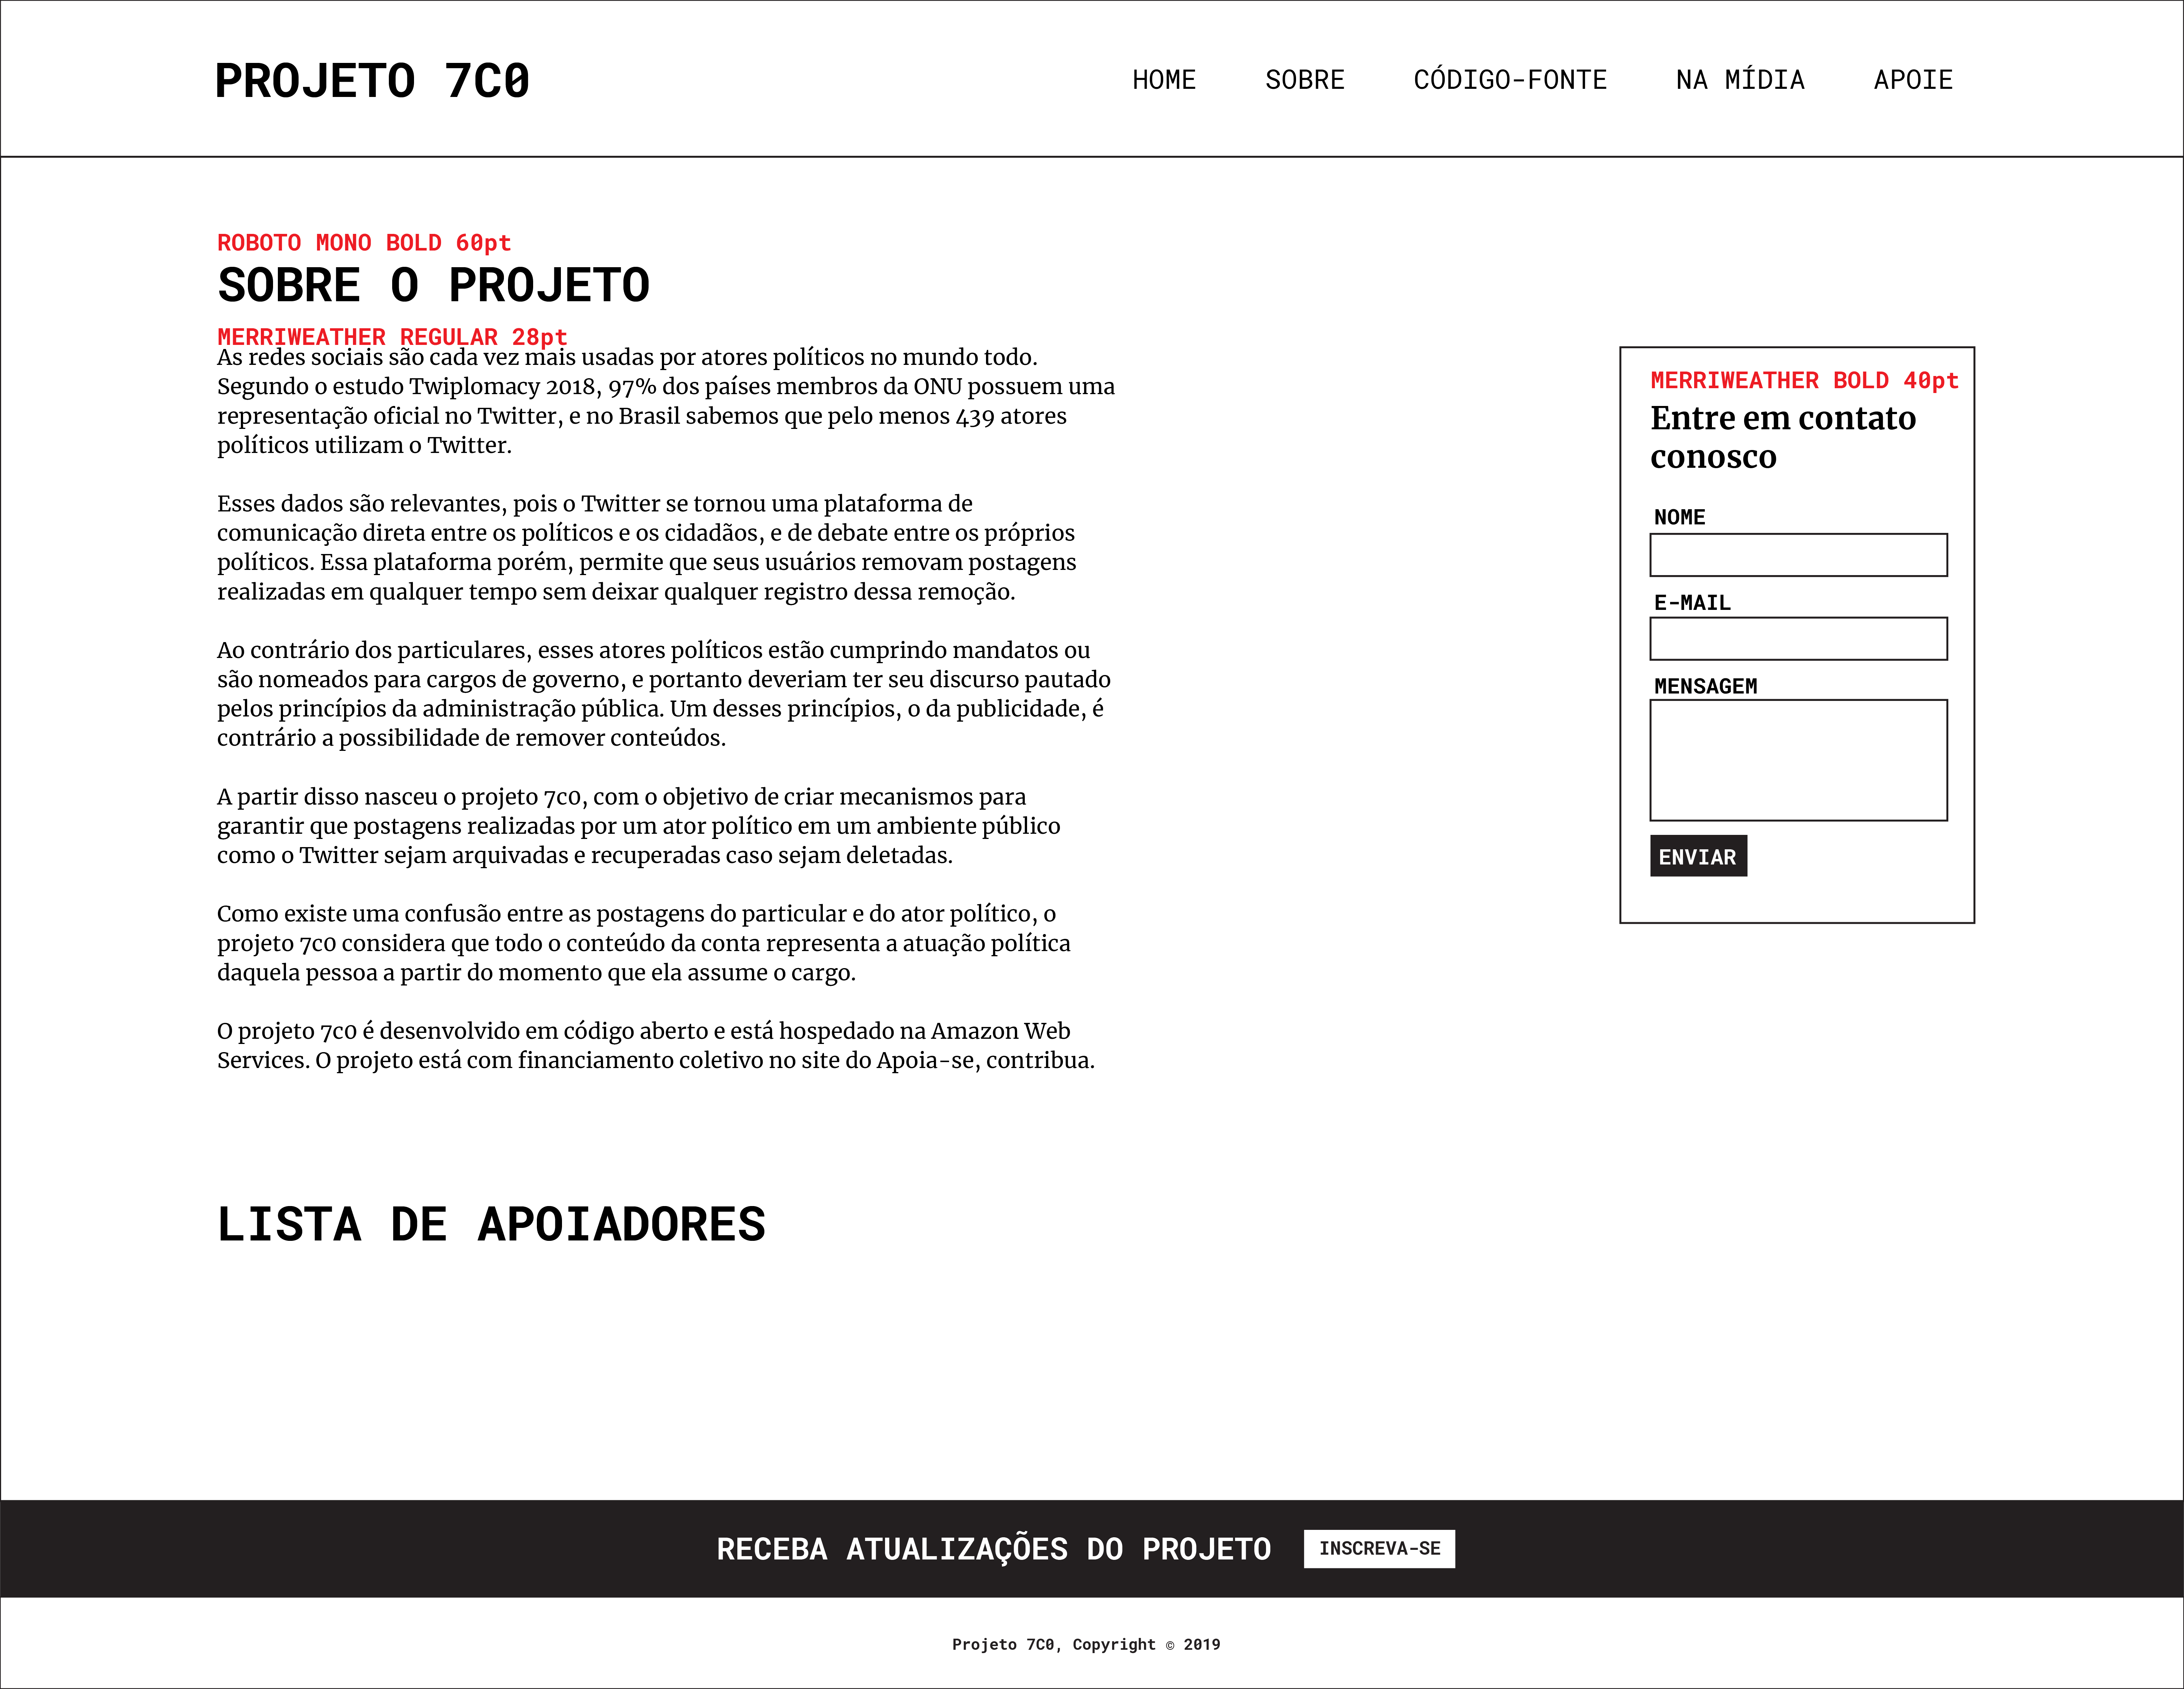 PROJETO 7C0
HOME SOBRE CÓDIGO-FONTE NA MÍDIA APOIE
ROBOTO MONO BOLD 60pt
SOBRE O PROJETO
MERRIWEATHER REGULAR 28pt
As redes sociais são cada vez mais usadas por atores políticos no mundo todo.
Segundo o estudo Twiplomacy 2018, 97% dos países membros da ONU possuem uma
representação oficial no Twitter, e no Brasil sabemos que pelo menos 439 atores
políticos utilizam o Twitter.
Esses dados são relevantes, pois o Twitter se tornou uma plataforma de
comunicação direta entre os políticos e os cidadãos, e de debate entre os próprios
políticos. Essa plataforma porém, permite que seus usuários removam postagens
realizadas em qualquer tempo sem deixar qualquer registro dessa remoção.
Ao contrário dos particulares, esses atores políticos estão cumprindo mandatos ou
são nomeados para cargos de governo, e portanto deveriam ter seu discurso pautado
pelos princípios da administração pública. Um desses princípios, o da publicidade, é
contrário a possibilidade de remover conteúdos.
A partir disso nasceu o projeto 7c0, com o objetivo de criar mecanismos para
garantir que postagens realizadas por um ator político em um ambiente público
como o Twitter sejam arquivadas e recuperadas caso sejam deletadas.
Como existe uma confusão entre as postagens do particular e do ator político, o
projeto 7c0 considera que todo o conteúdo da conta representa a atuação política
daquela pessoa a partir do momento que ela assume o cargo.
O projeto 7c0 é desenvolvido em código aberto e está hospedado na Amazon Web
Services. O projeto está com financiamento coletivo no site do Apoia-se, contribua.
MERRIWEATHER BOLD 40pt
Entre em contato
conosco
NOME
E-MAIL
MENSAGEM
ENVIAR
LISTA DE APOIADORES
RECEBA ATUALIZAÇÕES DO PROJETO INSCREVA-SE
Projeto 7C0, Copyright © 2019